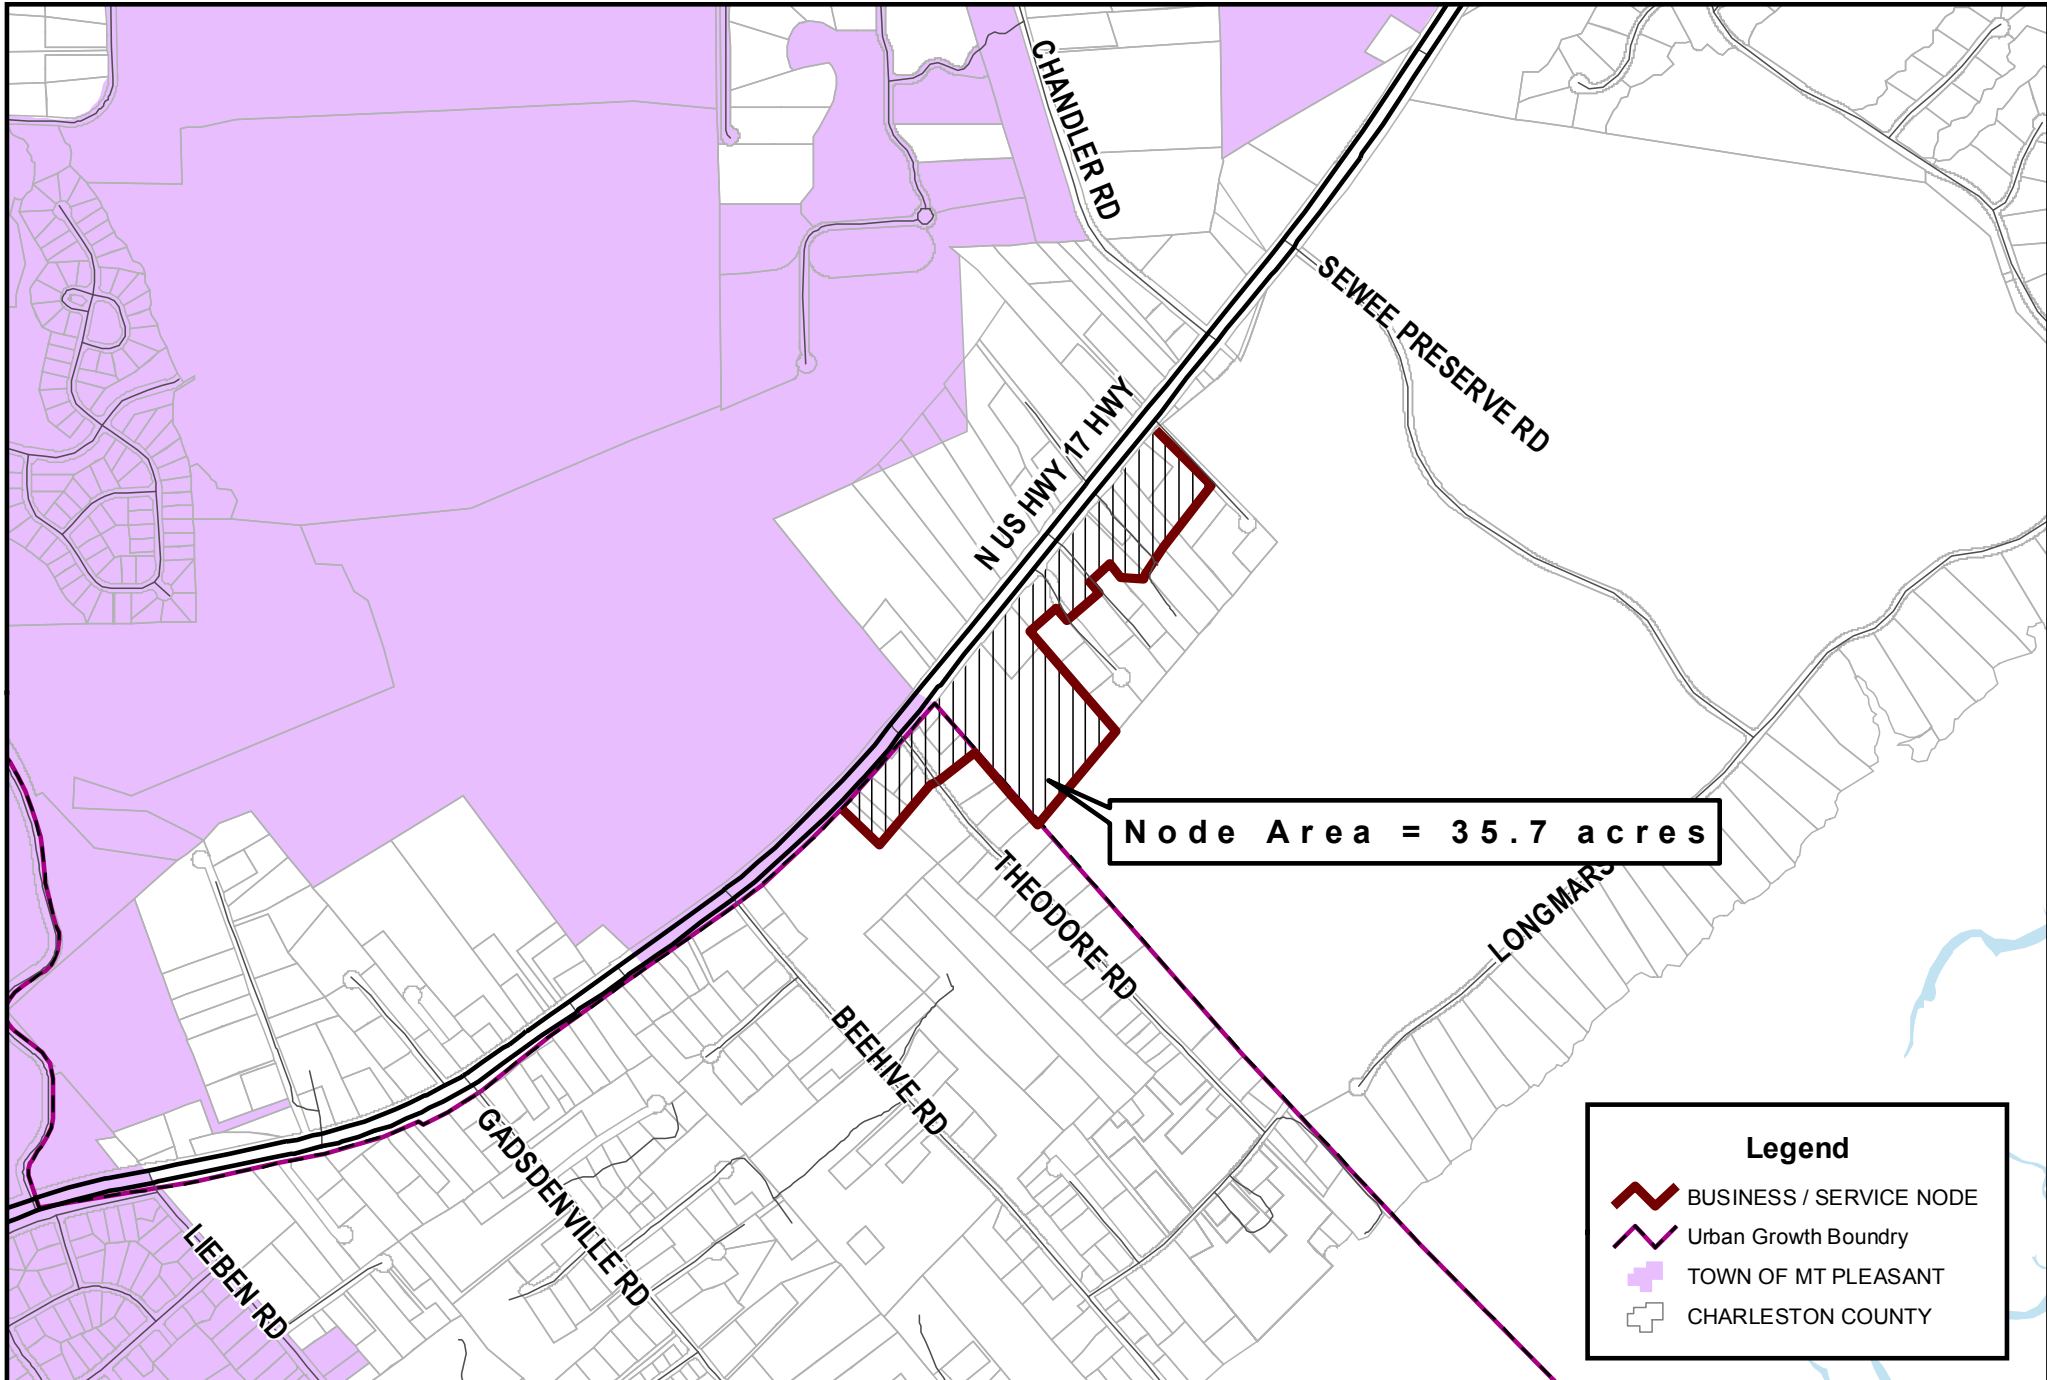 CHANDLER RD
SEWEE PRESERVE RD
N US HWY 17 HWY
Node Area = 35.7 acres
THEODORE RD
LONGMARS
BEEHIVE RD
GADSDENVILLE RD
LIEBEN RD
Legend
BUSINESS / SERVICE NODE
Urban Growth Boundry
TOWN OF MT PLEASANT
CHARLESTON COUNTY